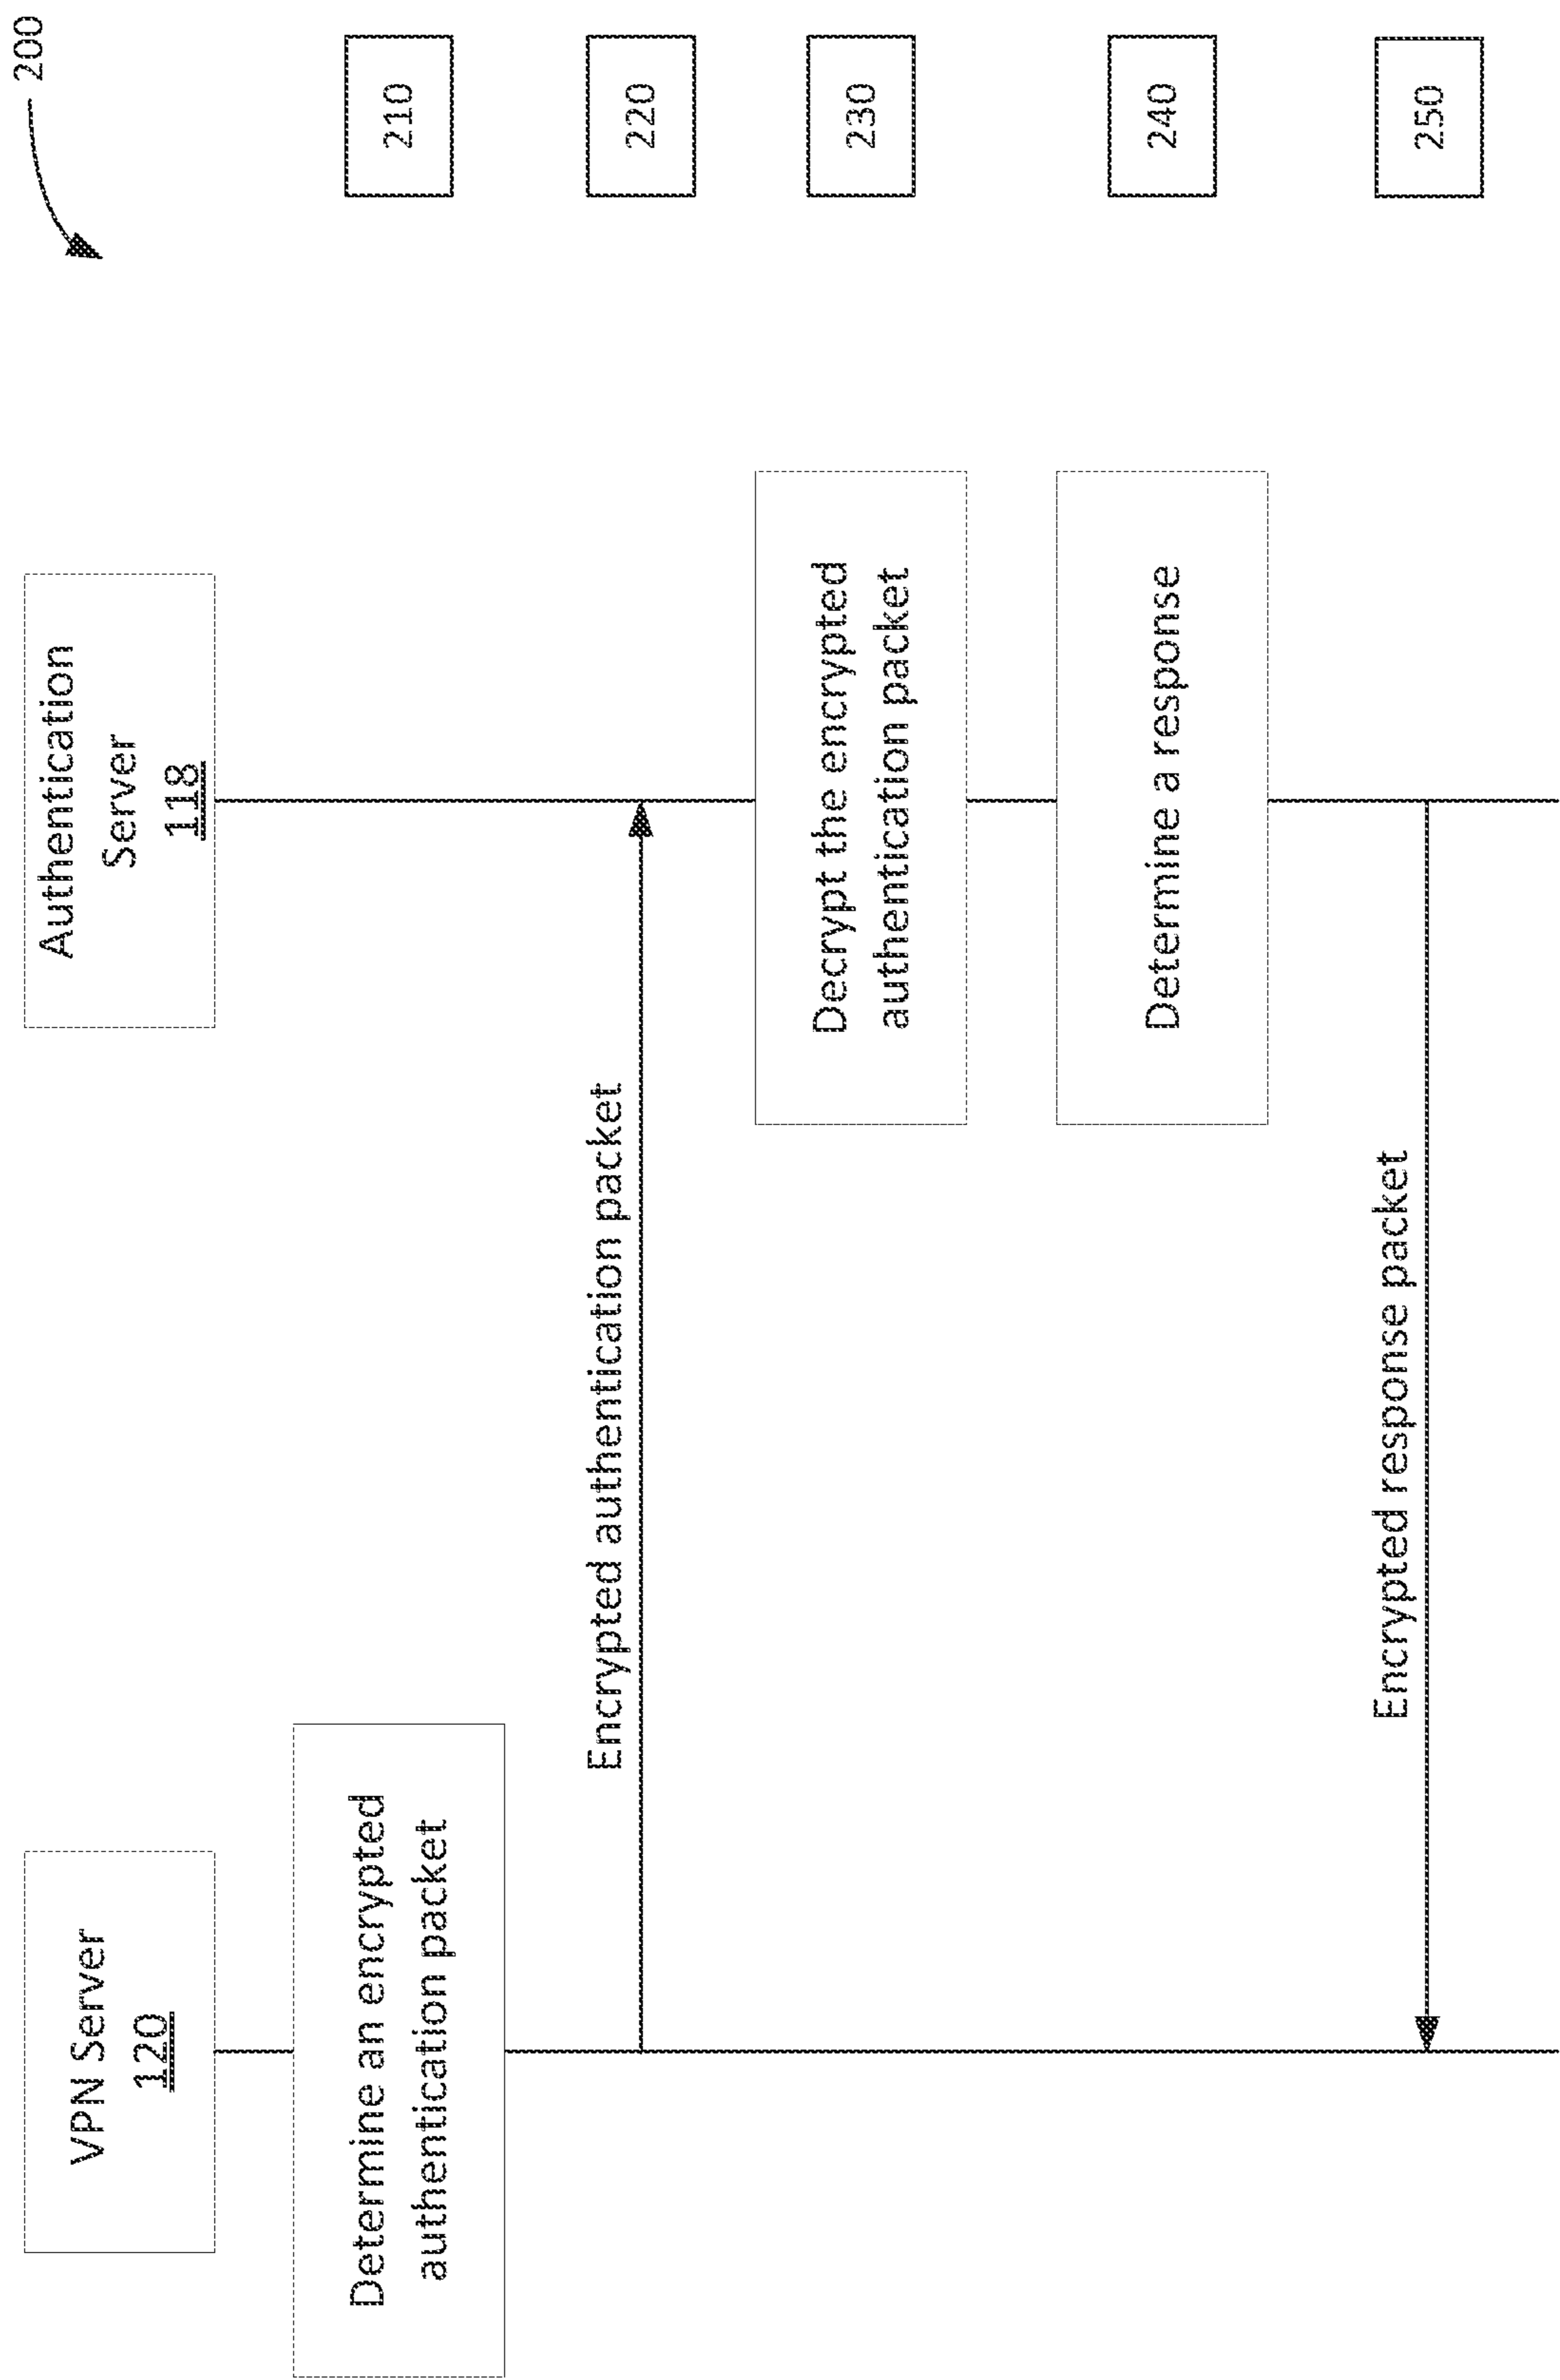 200
VPN Server
120
Authentication
Server
118
Determine an encrypted
authentication packet
210
Encrypted authentication packet
220
Decrypt the encrypted
authentication packet
230
Determine a response
240
Encrypted response packet
250